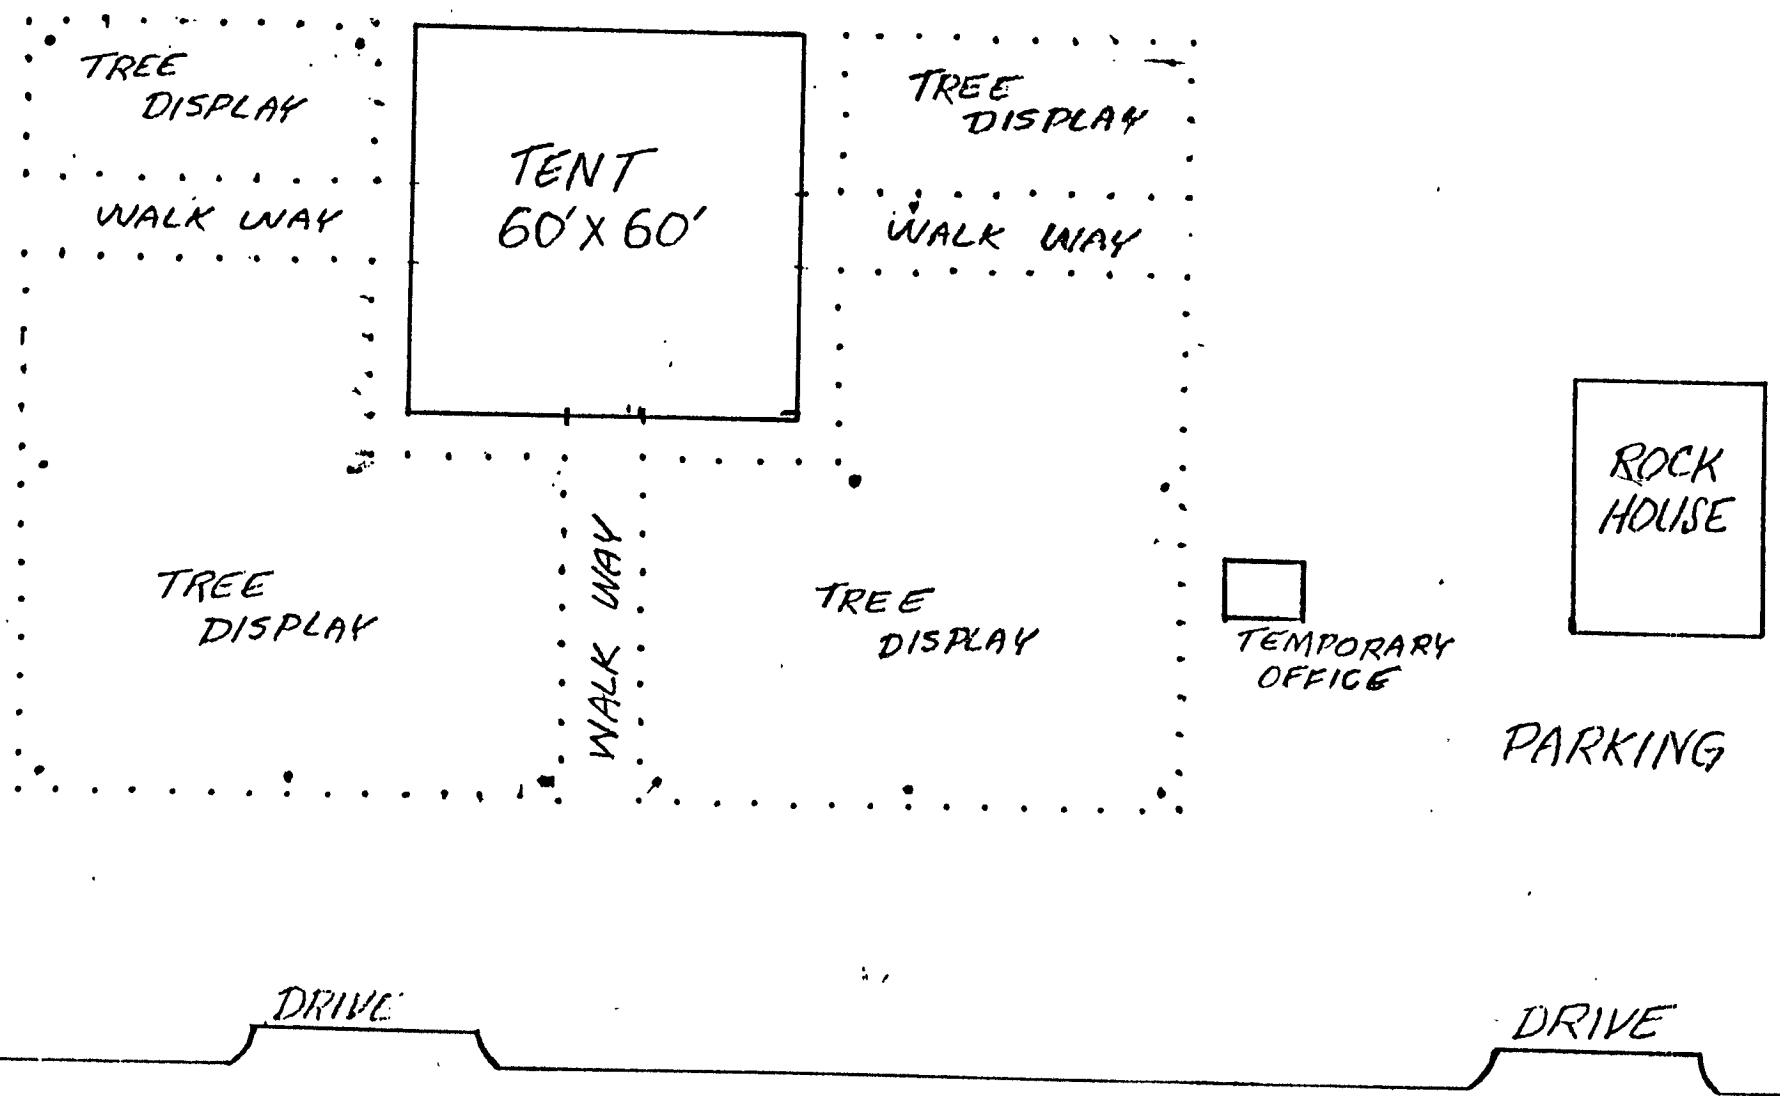 TREE
DISPLAY
WALK WAY
TENT
60' X 60'
TREE
DISPLAY
WALK WAY
TREE
DISPLAY
WALK WAY
TREE
DISPLAY
TEMPORARY
OFFICE
ROCK
HOUSE
PARKING
DRIVE
DRIVE